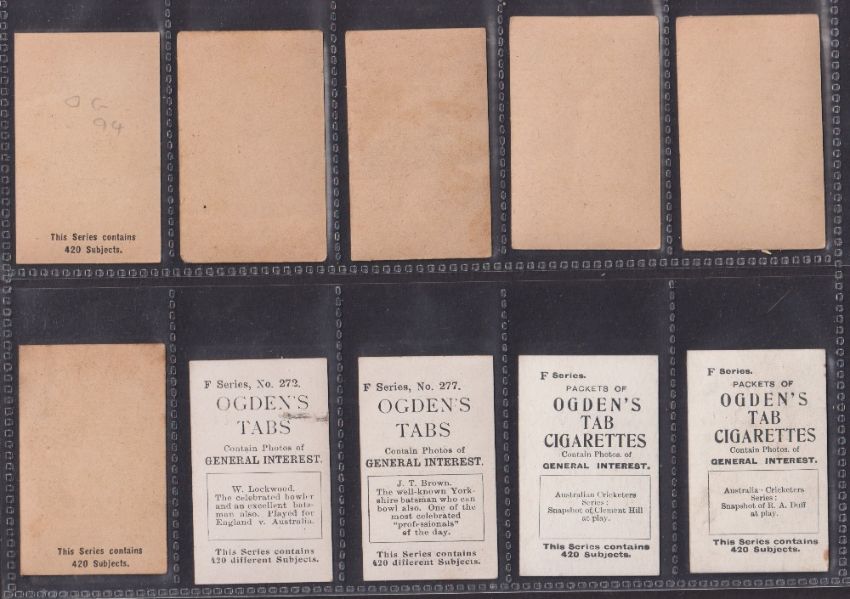 O G
94
This Series contains
420 Subjects.
This Series contains
420 Subjects.
F Series, No. 272.
OGDEN'S
TABS
Contain Photos of
GENERAL INTEREST.
W. Lockwood.
The celebrated bowler
and an excellent bats-
man also. Played for
England v. Australia.
This Series contains
420 different Subjects.
F Series, No. 277.
OGDEN'S
TABS
Contain Photos of
GENERAL INTEREST.
J. T. Brown.
The well-known York-
shire batsman who can
bowl also. One of the
most celebrated
"professionals"
of the day.
This Series contains
420 different Subjects.
F Series.
PACKETS OF
OGDEN'S
TAB
CIGARETTES
Contain Photos. of
GENERAL INTEREST.
Australian Cricketers
Series:
Snapshot of Clement Hill
at play.
This Series contains
420 Subjects.
F Series.
PACKETS OF
OGDEN'S
TAB
CIGARETTES
Contain Photos. of
GENERAL INTEREST.
Australia- Cricketers
Series:
Snapshot of R. A. Duff
at play.
This Series contains
420 Subjects.